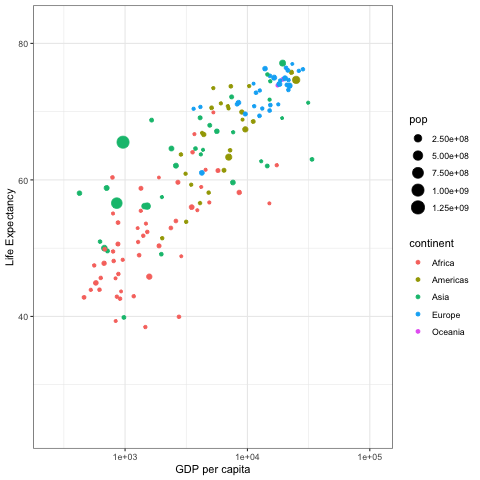 80
60
40
Life Expectancy
1e+03
1e+04
1e+05
GDP per capita
pop
2.50e+08
5.00e+08
7.50e+08
1.00e+09
1.25e+09
continent
Africa
Americas
Asia
Europe
Oceania